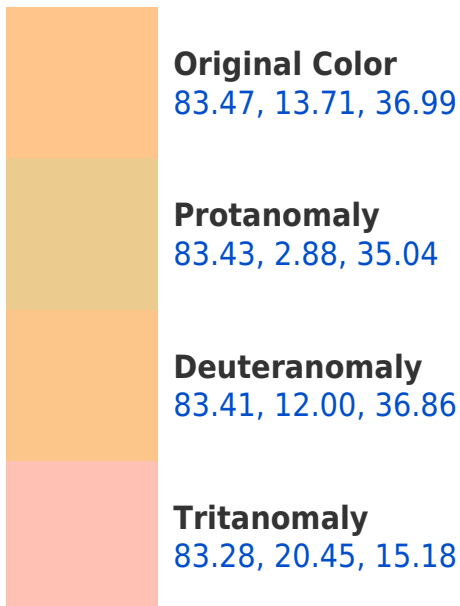 Original Color
83.47, 13.71, 36.99
Protanomaly
83.43, 2.88, 35.04
Deuteranomaly
83.41, 12.00, 36.86
Tritanomaly
83.28, 20.45, 15.18